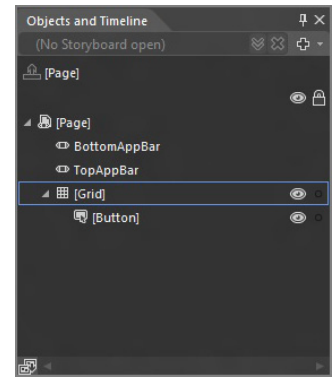 Objects and Timeline
(No Storyboard open)
[Page]
[Page]
BottomAppBar
TopAppBar
[Grid]
[Button]